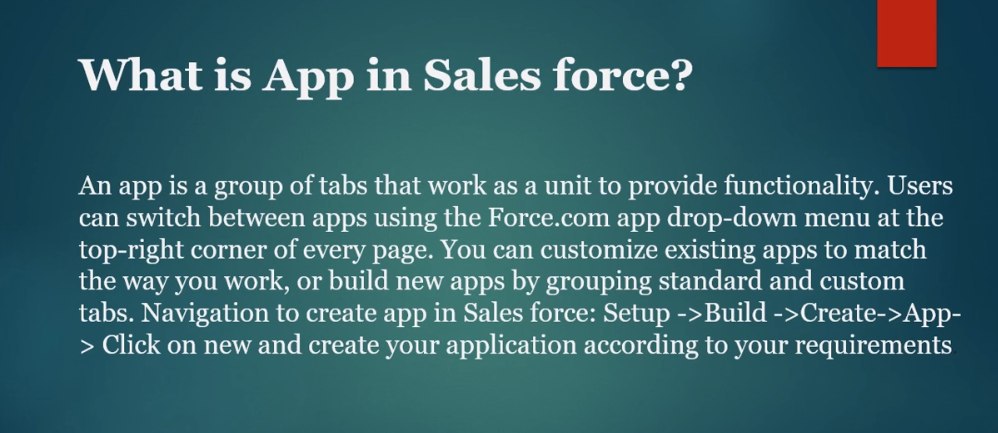 What is App in Sales force?
An app is a group of tabs that work as a unit to provide functionality. Users
can switch between apps using the Force.com app drop-down menu at the
top-right corner of every page. You can customize existing apps to match
the way you work, or build new apps by grouping standard and custom
tabs. Navigation to create app in Sales force: Setup ->Build ->Create->App-
> Click on new and create your application according to your requirements.